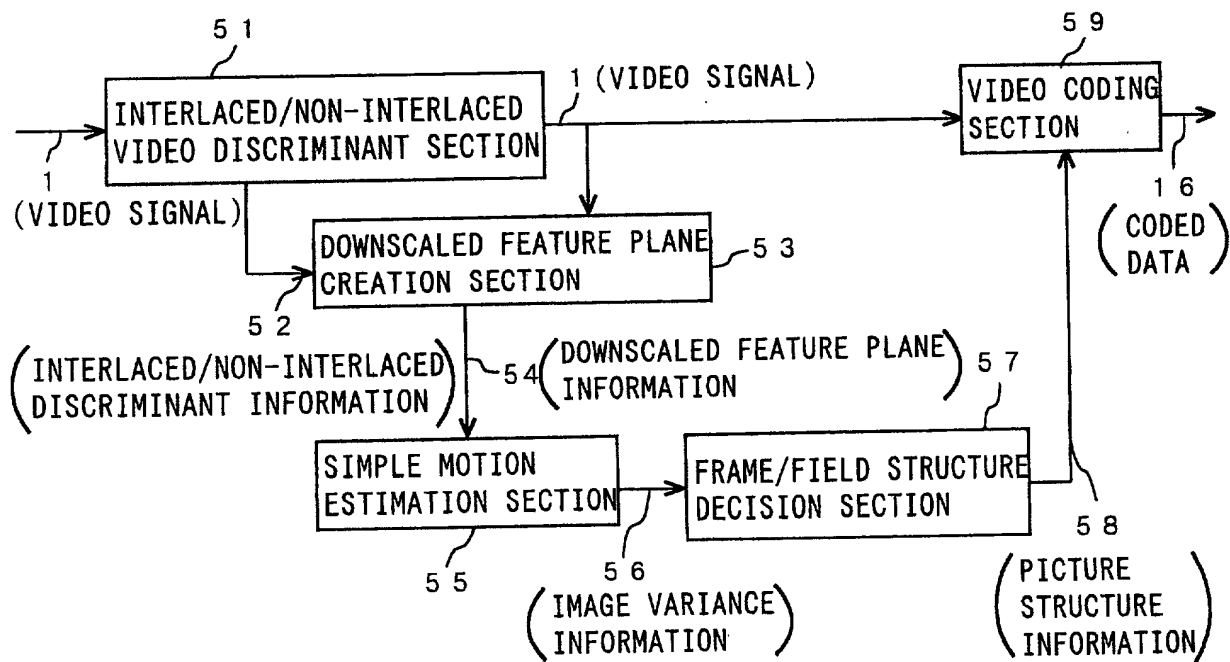 51
INTERLACED/NON-INTERLACED
VIDEO DISCRIMINANT SECTION
1
(VIDEO SIGNAL)
1 (VIDEO SIGNAL)
59
VIDEO CODING
SECTION
16
(CODED
DATA)
DOWNSCALED FEATURE PLANE
CREATION SECTION
53
52
(INTERLACED/NON-INTERLACED
DISCRIMINANT INFORMATION)
54
(DOWNSCALED FEATURE PLANE
INFORMATION)
SIMPLE MOTION
ESTIMATION SECTION
55
56
(IMAGE VARIANCE
INFORMATION)
57
FRAME/FIELD STRUCTURE
DECISION SECTION
58
(PICTURE
STRUCTURE
INFORMATION)